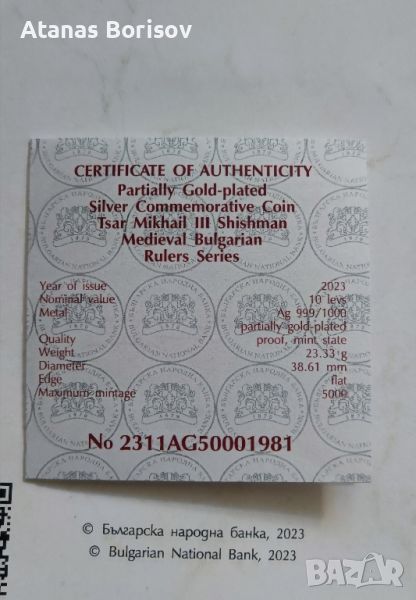 Atanas Borisov
CERTIFICATE OF AUTHENTICITY
Partially Gold-plated
Silver Commemorative Coin
Tsar Mikhail III Shishman
Medieval Bulgarian
Rulers Series
Year of issue 2023
Nominal value 10 levs
Metal Ag 999/1000
partially gold-plated
Quality proof, mint state
Weight 23.33 g
Diameter 38.61 mm
Edge flat
Maximum mintage 5000
No 2311AG50001981
© Българска народна банка, 2023
© Bulgarian National Bank, 2023
BAZAR